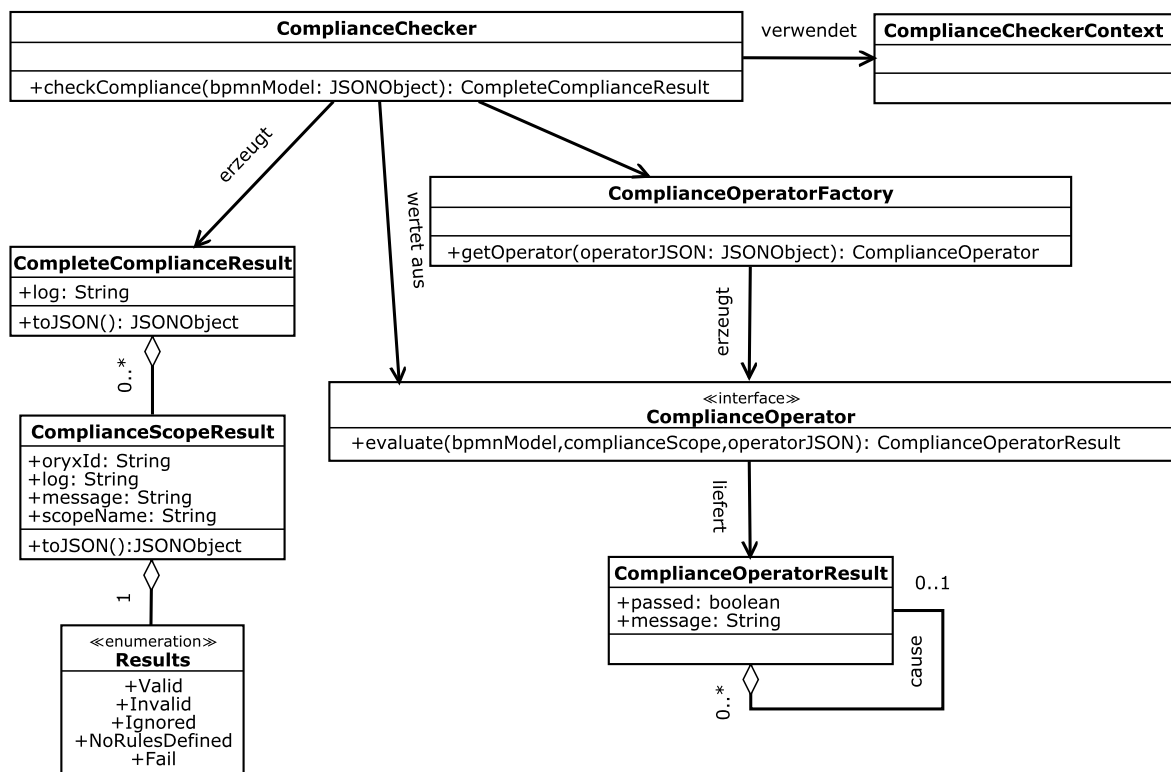 ComplianceChecker
+checkCompliance(bpmnModel: JSONObject): CompleteComplianceResult
verwendet
ComplianceCheckerContext
erzeugt
wertet aus
ComplianceOperatorFactory
+getOperator(operatorJSON: JSONObject): ComplianceOperator
CompleteComplianceResult
+log: String
+toJSON(): JSONObject
erzeugt
0..*
≪interface≫
ComplianceOperator
+evaluate(bpmnModel,complianceScope,operatorJSON): ComplianceOperatorResult
ComplianceScopeResult
+oryxId: String
+log: String
+message: String
+scopeName: String
+toJSON():JSONObject
liefert
1
ComplianceOperatorResult
+passed: boolean
+message: String
0..1
cause
0..*
≪enumeration≫
Results
+Valid
+Invalid
+Ignored
+NoRulesDefined
+Fail